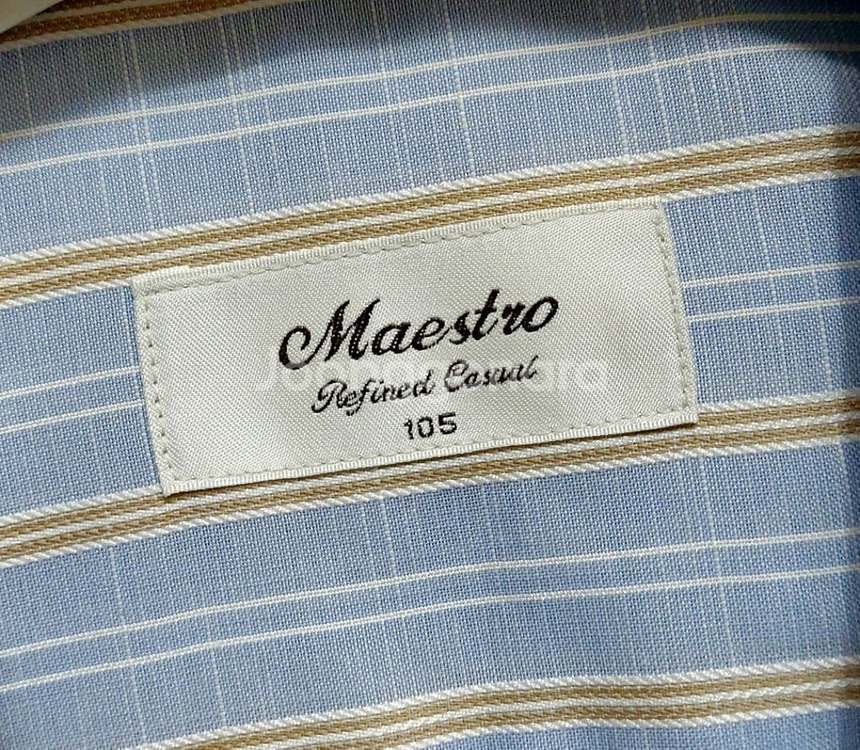 Maestro
Refined Casual
105